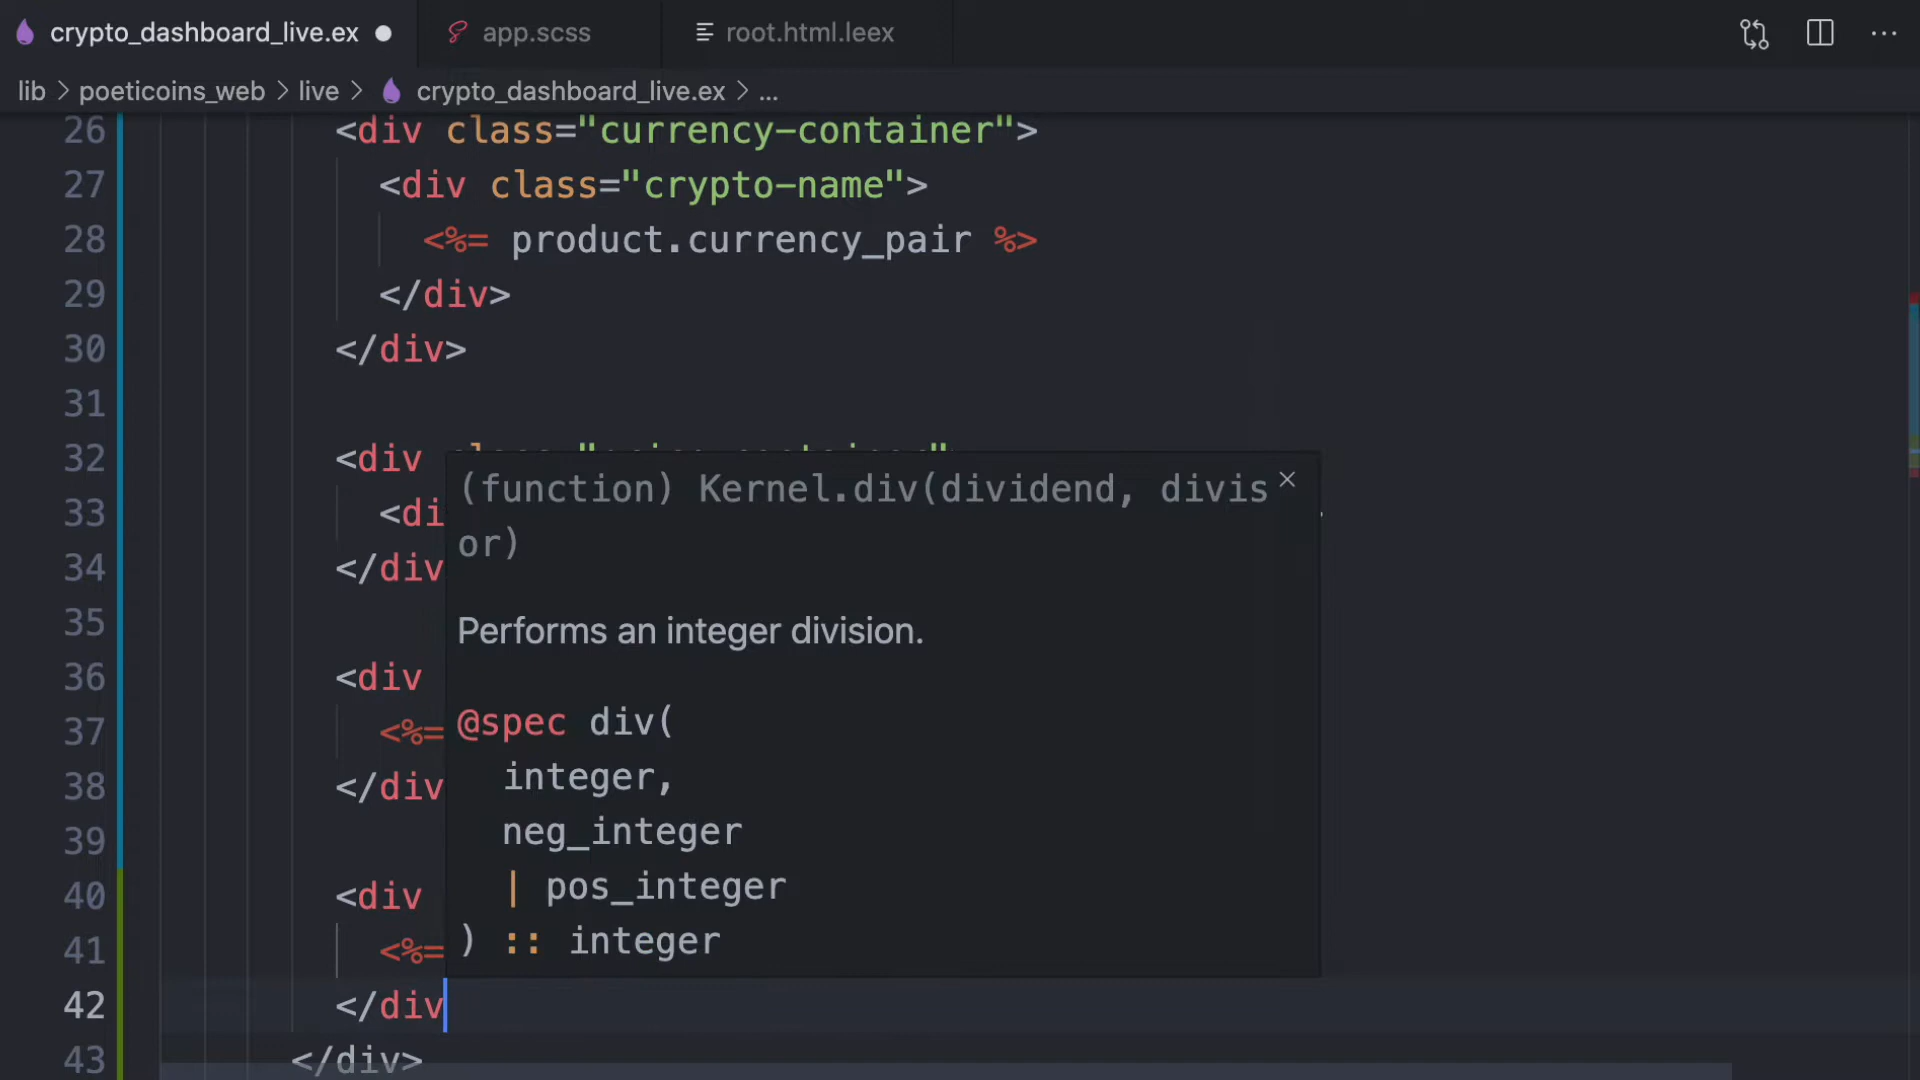 crypto_dashboard_live.ex
app.scss
root.html.leex
lib > poeticoins_web > live > crypto_dashboard_live.ex > ...
26 <div class="currency-container">
27 <div class="crypto-name">
28 <%= product.currency_pair %>
29 </div>
30 </div>
31
32 <div
33 <di
34 </div
35
36 <div
37 <%=
38 </div
39
40 <div
41 <%=
42 </div
43 </div>
(function) Kernel.div(dividend, divis
or)
Performs an integer division.
@spec div(
integer,
neg_integer
| pos_integer
) :: integer